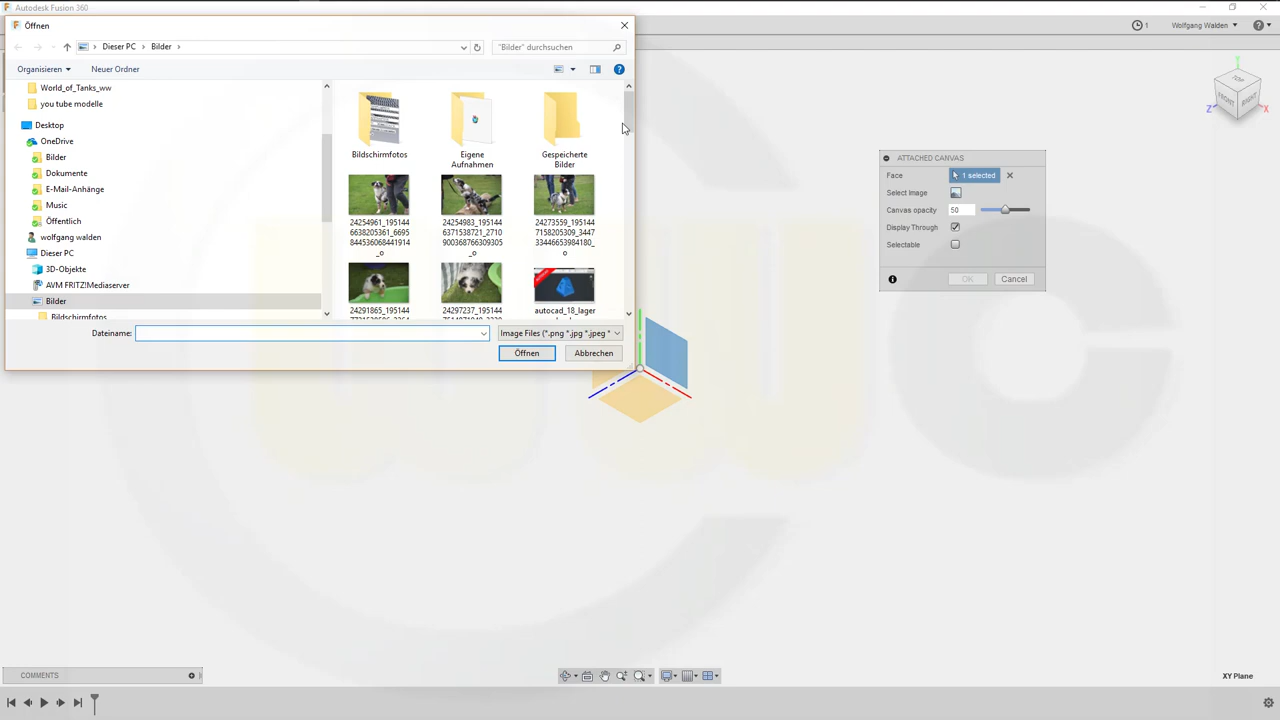 Autodesk Fusion 360
Öffnen
Dieser PC
Bilder
"Bilder" durchsuchen
1
Wolfgang Walden
Organisieren
Neuer Ordner
World_of_Tanks_ww
you tube modelle
Desktop
OneDrive
Bilder
Dokumente
E-Mail-Anhänge
Music
Öffentlich
wolfgang walden
Dieser PC
3D-Objekte
AVM FRITZ!Mediaserver
Bilder
Bildschirmfotos
Bildschirmfotos
Eigene
Aufnahmen
Gespeicherte
Bilder
24254961_195144
6638205361_6695
844536068441914
_o
24254983_195144
6371538721_2710
900368766309305
_o
24273559_195144
7158205309_3447
33446653984180_
o
24291865_195144
24297237_195144
autocad_18_lager
Dateiname:
Image Files (*.png *.jpg *.jpeg *
Öffnen
Abbrechen
TOP
FRONT
RIGHT
Y
Z
X
ATTACHED CANVAS
Face
1 selected
Select Image
Canvas opacity
50
Display Through
Selectable
OK
Cancel
COMMENTS
XY Plane